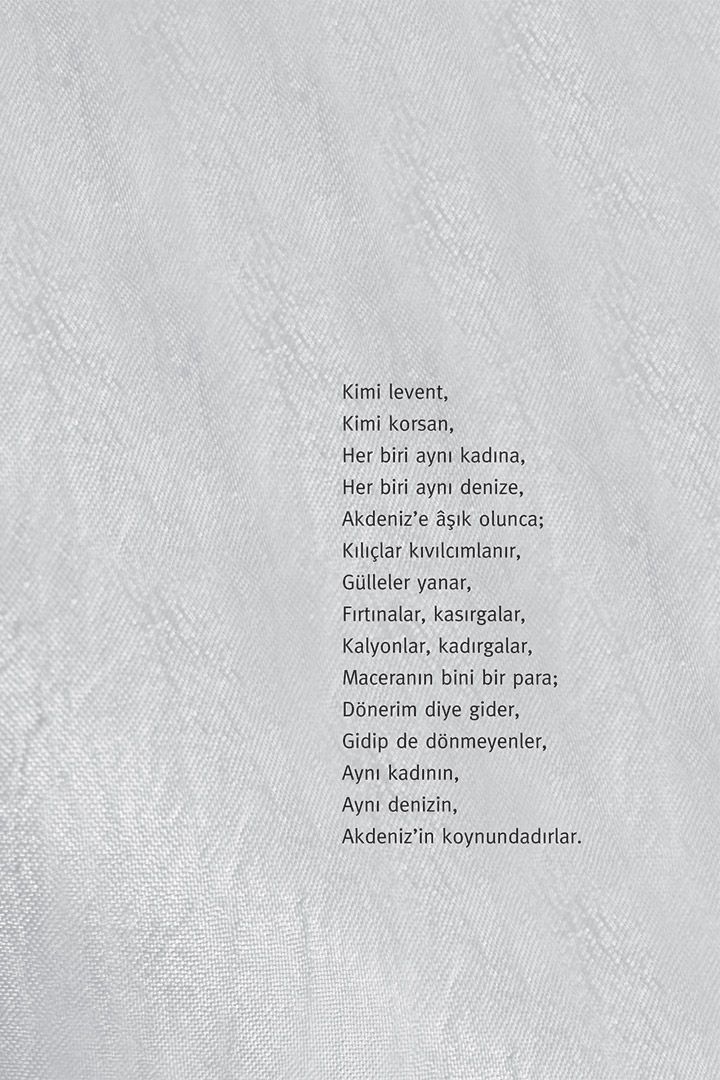 Kimi levent,
Kimi korsan,
Her biri aynı kadına,
Her biri aynı denize,
Akdeniz’e âşık olunca;
Kılıçlar kıvılcımlanır,
Gülleler yanar,
Fırtınalar, kasırgalar,
Kalyonlar, kadırgalar,
Maceranın bini bir para;
Dönerim diye gider,
Gidip de dönmeyenler,
Aynı kadının,
Aynı denizin,
Akdeniz’in koynundadırlar.